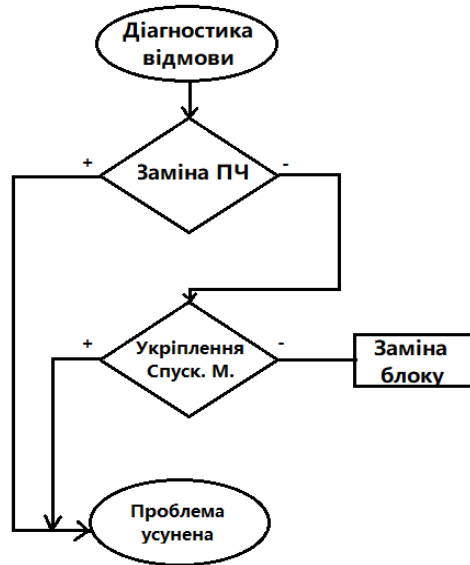 Діагностика
відмови
+
Заміна ПЧ
-
+
Укріплення
Спуск. М.
-
Заміна
блоку
Проблема
усунена